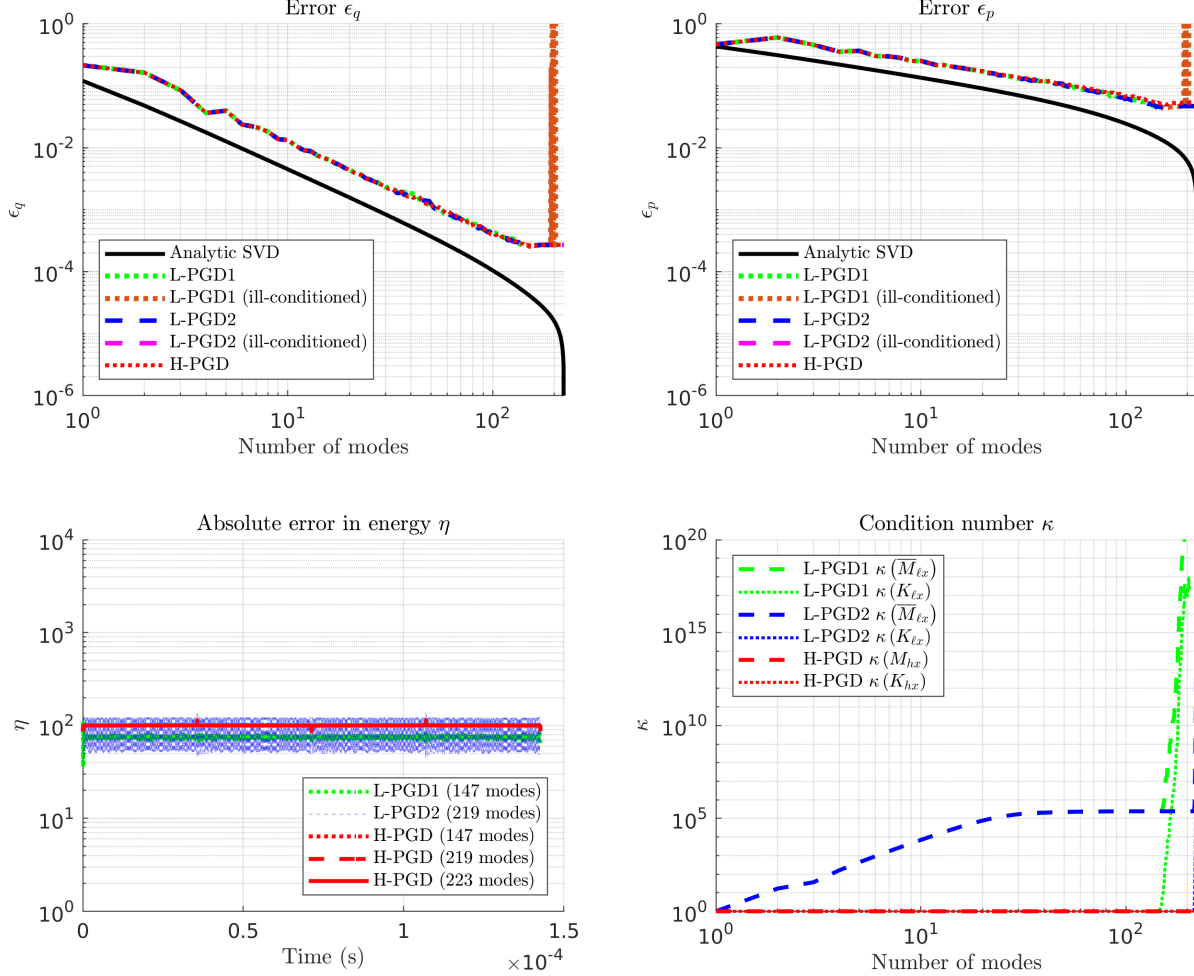 Error ϵ_q
10^0
10^-2
10^-4
10^-6
ϵ_q
Analytic SVD
L-PGD1
L-PGD1 (ill-conditioned)
L-PGD2
L-PGD2 (ill-conditioned)
H-PGD
10^0 10^1 10^2
Number of modes
Error ϵ_p
10^0
10^-2
10^-4
10^-6
ϵ_p
Analytic SVD
L-PGD1
L-PGD1 (ill-conditioned)
L-PGD2
L-PGD2 (ill-conditioned)
H-PGD
10^0 10^1 10^2
Number of modes
Absolute error in energy η
10^4
10^3
10^2
10^1
10^0
η
L-PGD1 (147 modes)
L-PGD2 (219 modes)
H-PGD (147 modes)
H-PGD (219 modes)
H-PGD (223 modes)
0 0.5 1 1.5
Time (s)
×10^-4
Condition number κ
10^20
10^15
10^10
10^5
10^0
κ
L-PGD1 κ(M̅_ℓx)
L-PGD1 κ(K_ℓx)
L-PGD2 κ(M̅_ℓx)
L-PGD2 κ(K_ℓx)
H-PGD κ(M_hx)
H-PGD κ(K_hx)
10^0 10^1 10^2
Number of modes